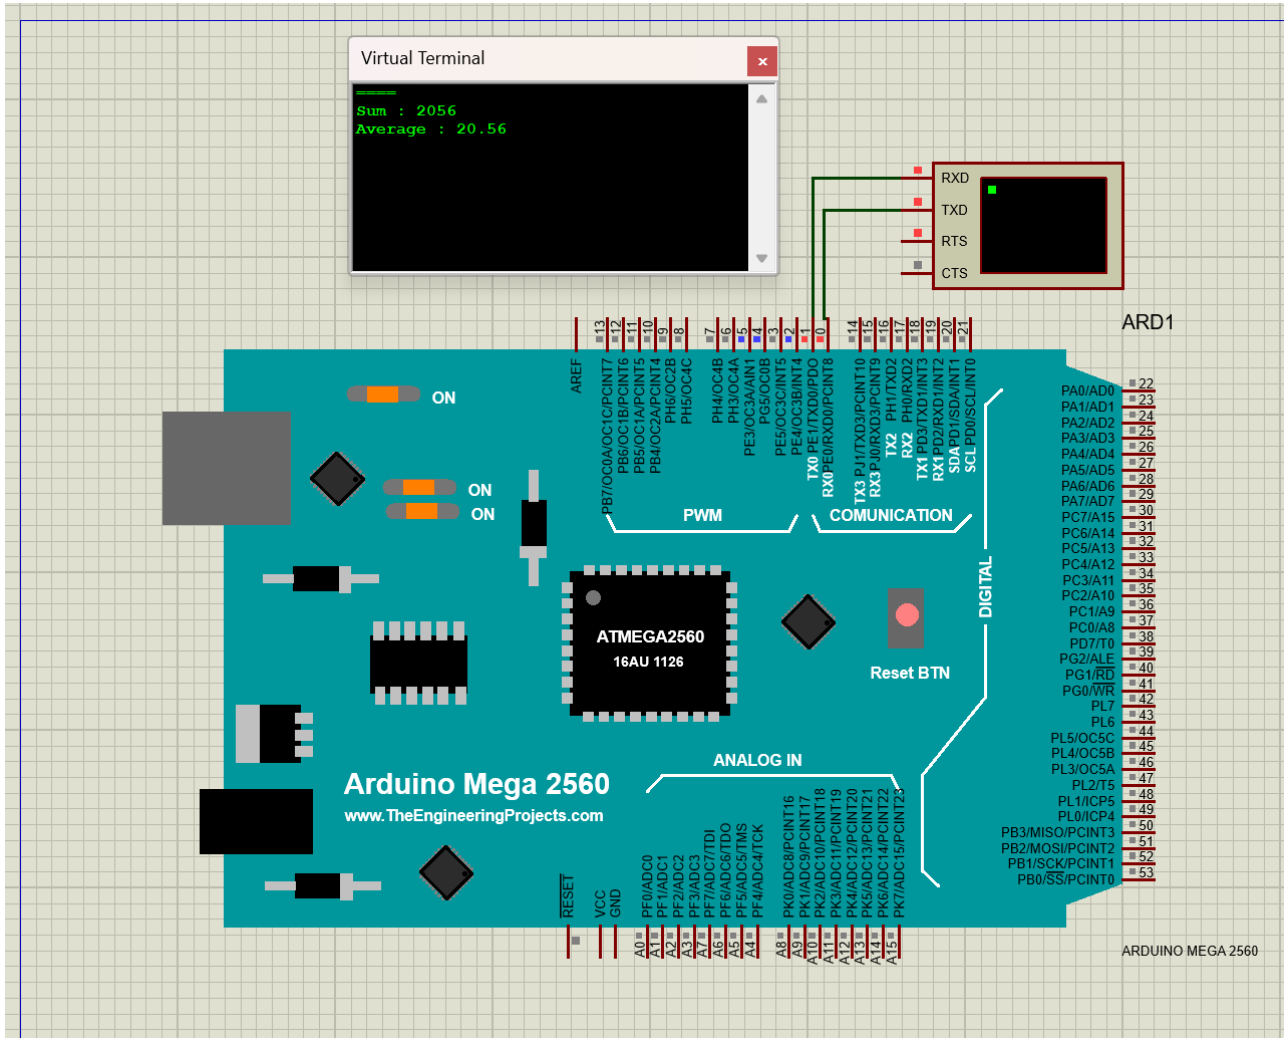 Virtual Terminal
x
====
Sum : 2056
Average : 20.56
RXD
TXD
RTS
CTS
ARD1
13
12
11
10
9
8
7
6
5
4
3
2
1
0
14
15
16
17
18
19
20
21
AREF
PB7/OC0A/OC1C/PCINT7
PB6/OC1B/PCINT6
PB5/OC1A/PCINT5
PB4/OC2A/PCINT4
PH6/OC2B
PH5/OC4C
PH4/OC4B
PH3/OC4A
PE3/OC3A/AIN1
PG5/OC0B
PE5/OC3C/INT5
PE4/OC3B/INT4
TX0 PE1/TXD0/PDO
RX0 PE0/RXD0/PCINT8
TX3 PJ1/TXD3/PCINT10
RX3 PJ0/RXD3/PCINT9
TX2 PH1/TXD2
RX2 PH0/RXD2
TX1 PD3/TXD1/INT3
RX1 PD2/RXD1/INT2
SDA PD1/SDA/INT1
SCL PD0/SCL/INT0
PWM
COMUNICATION
DIGITAL
ON
ON
ON
ATMEGA2560
16AU 1126
Reset BTN
PA0/AD0 22
PA1/AD1 23
PA2/AD2 24
PA3/AD3 25
PA4/AD4 26
PA5/AD5 27
PA6/AD6 28
PA7/AD7 29
PC7/A15 30
PC6/A14 31
PC5/A13 32
PC4/A12 33
PC3/A11 34
PC2/A10 35
PC1/A9 36
PC0/A8 37
PD7/T0 38
PG2/ALE 39
PG1/RD 40
PG0/WR 41
PL7 42
PL6 43
PL5/OC5C 44
PL4/OC5B 45
PL3/OC5A 46
PL2/T5 47
PL1/ICP5 48
PL0/ICP4 49
PB3/MISO/PCINT3 50
PB2/MOSI/PCINT2 51
PB1/SCK/PCINT1 52
PB0/SS/PCINT0 53
ANALOG IN
Arduino Mega 2560
www.TheEngineeringProjects.com
RESET
VCC
GND
PF0/ADC0
PF1/ADC1
PF2/ADC2
PF3/ADC3
PF7/ADC7/TDI
PF6/ADC6/TDO
PF5/ADC5/TMS
PF4/ADC4/TCK
PK0/ADC8/PCINT16
PK1/ADC9/PCINT17
PK2/ADC10/PCINT18
PK3/ADC11/PCINT19
PK4/ADC12/PCINT20
PK5/ADC13/PCINT21
PK6/ADC14/PCINT22
PK7/ADC15/PCINT23
A0
A1
A2
A3
A7
A6
A5
A4
A8
A9
A10
A11
A12
A13
A14
A15
ARDUINO MEGA 2560